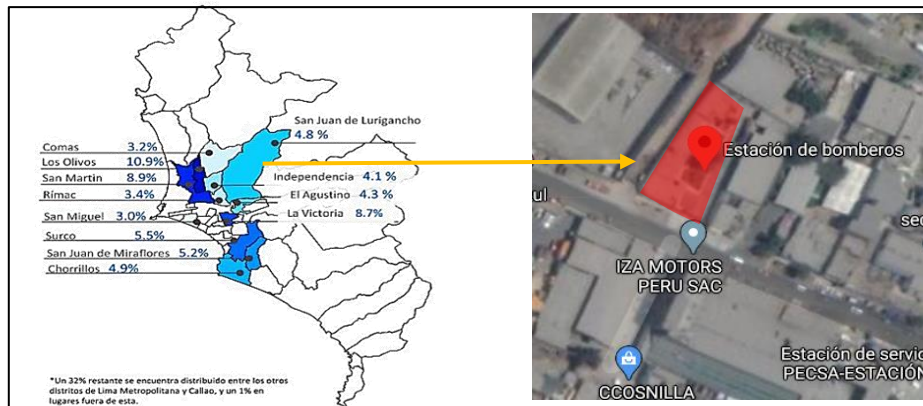 San Juan de Lurigancho
4.8 %
Comas 3.2%
Los Olivos 10.9%
San Martin 8.9%
Rímac 3.4%
San Miguel 3.0%
Surco 5.5%
San Juan de Miraflores 5.2%
Chorrillos 4.9%
Independencia 4.1 %
El Agustino 4.3 %
La Victoria 8.7%
*Un 32% restante se encuentra distribuido entre los otros
distritos de Lima Metropolitana y Callao, y un 1% en
lugares fuera de esta.
Estación de bomberos
ul
sec
IZA MOTORS
PERU SAC
Estación de servic
PECSA-ESTACIÓN
CCOSNILLA